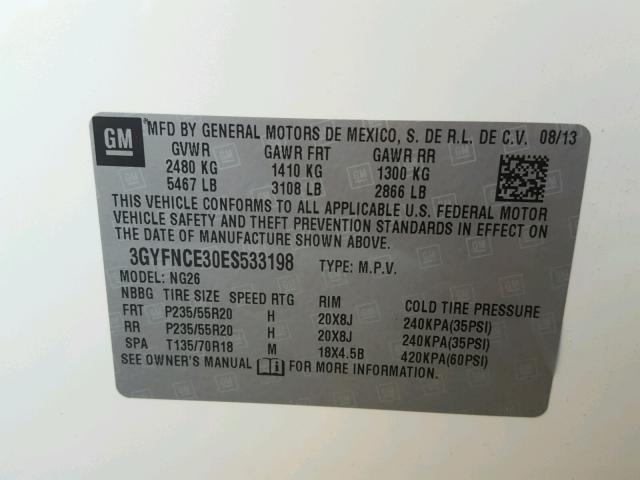 GM MFD BY GENERAL MOTORS DE MEXICO, S. DE R.L. DE C.V. 08/13
GVWR GAWR FRT GAWR RR
2480 KG 1410 KG 1300 KG
5467 LB 3108 LB 2866 LB
THIS VEHICLE CONFORMS TO ALL APPLICABLE U.S. FEDERAL MOTOR
VEHICLE SAFETY AND THEFT PREVENTION STANDARDS IN EFFECT ON
THE DATE OF MANUFACTURE SHOWN ABOVE.
3GYFNCE30ES533198 TYPE: M.P.V.
MODEL: NG26
NBBG TIRE SIZE SPEED RTG RIM COLD TIRE PRESSURE
FRT P235/55R20 H 20X8J 240KPA(35PSI)
RR P235/55R20 H 20X8J 240KPA(35PSI)
SPA T135/70R18 M 18X4.5B 420KPA(60PSI)
SEE OWNER'S MANUAL FOR MORE INFORMATION.